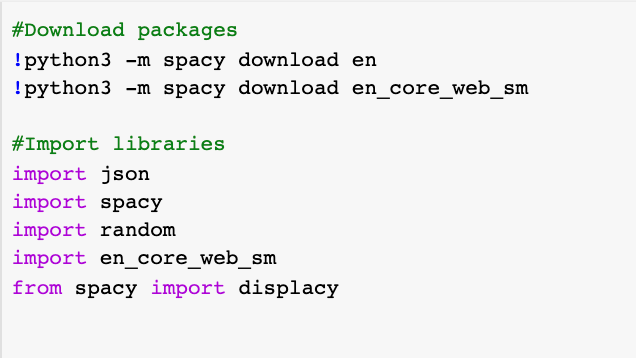 #Download packages
!python3 -m spacy download en
!python3 -m spacy download en_core_web_sm
#Import libraries
import json
import spacy
import random
import en_core_web_sm
from spacy import displacy